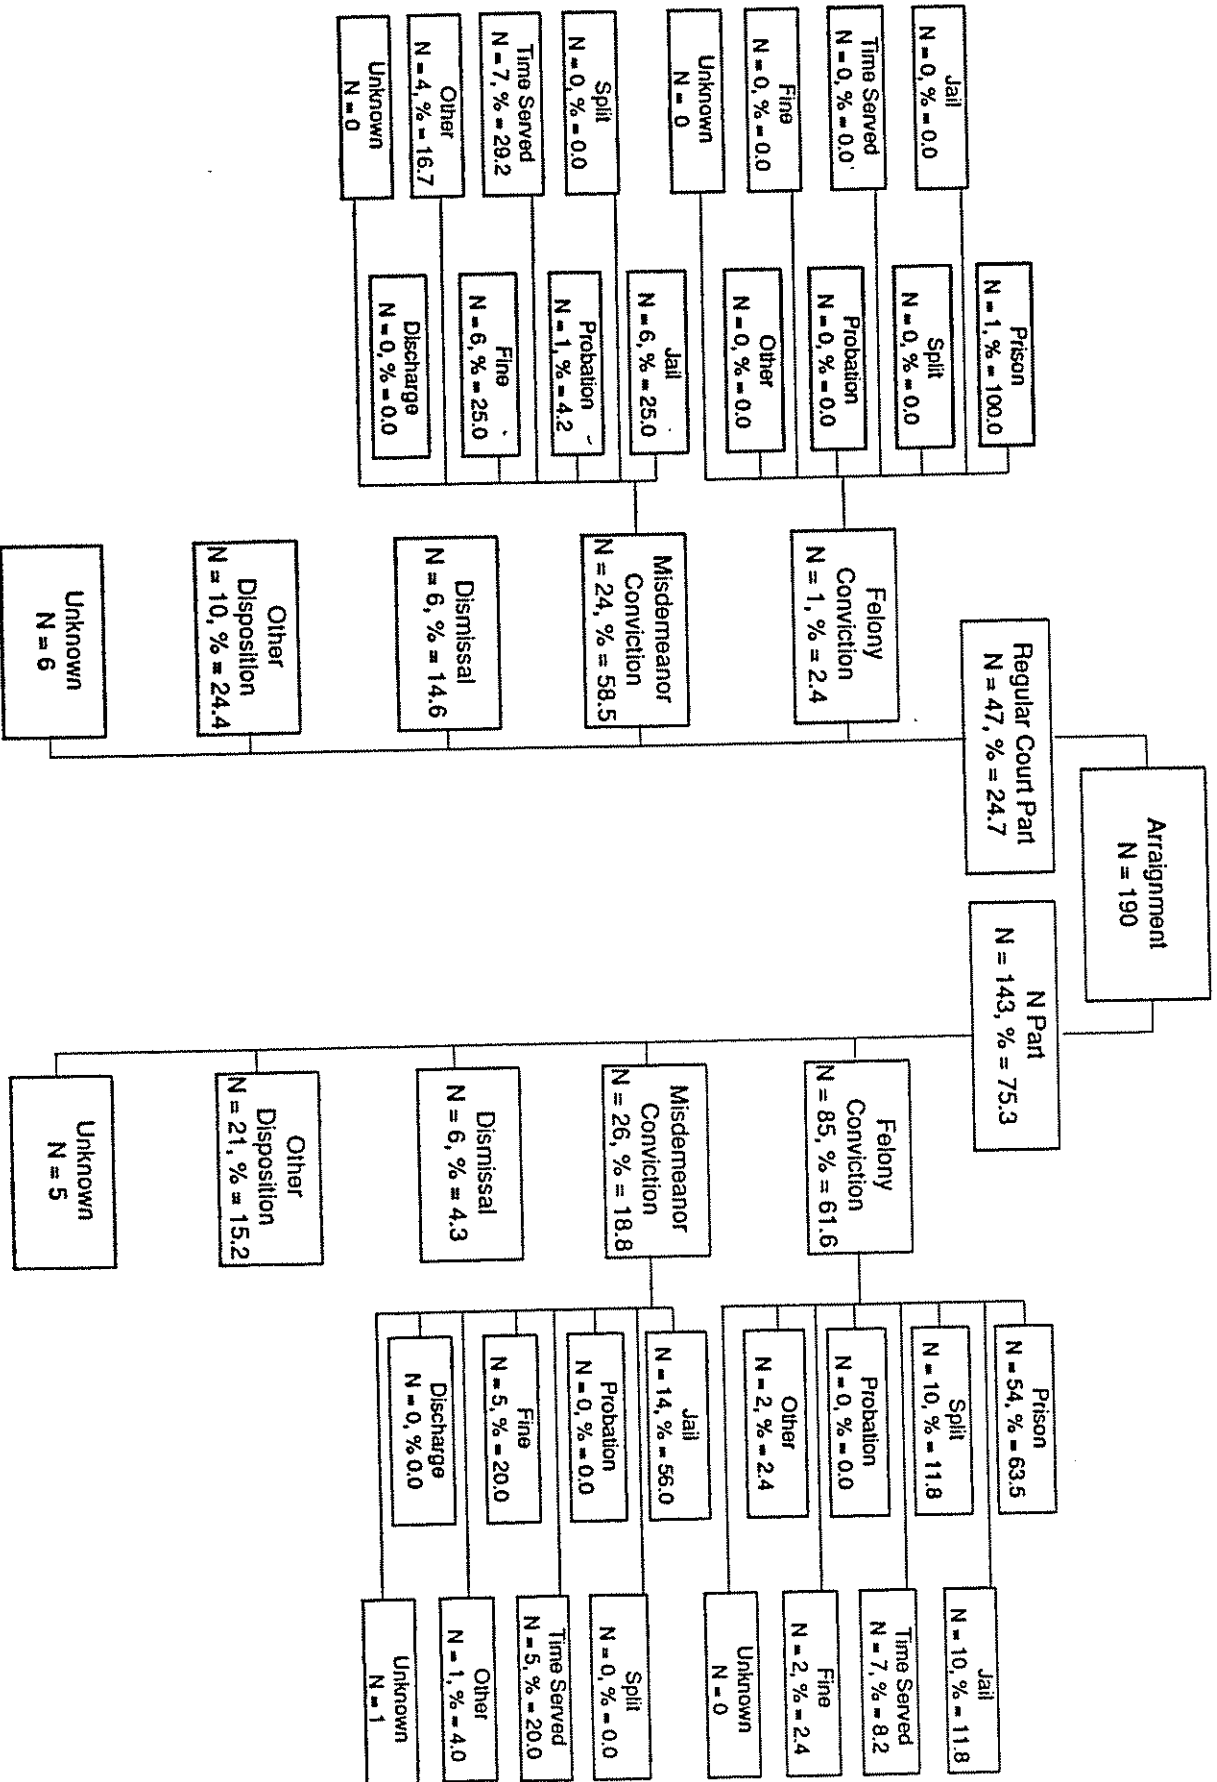 Arraignment
N = 190
Regular Court Part
N = 47, % = 24.7
N Part
N = 143, % = 75.3
Felony
Conviction
N = 1, % = 2.4
Prison
N = 1, % = 100.0
Jail
N = 0, % = 0.0
Split
N = 0, % = 0.0
Time Served
N = 0, % = 0.0
Probation
N = 0, % = 0.0
Fine
N = 0, % = 0.0
Other
N = 0, % = 0.0
Unknown
N = 0
Misdemeanor
Conviction
N = 24, % = 58.5
Jail
N = 6, % = 25.0
Split
N = 0, % = 0.0
Probation
N = 1, % = 4.2
Time Served
N = 7, % = 29.2
Fine
N = 6, % = 25.0
Other
N = 4, % = 16.7
Discharge
N = 0, % = 0.0
Unknown
N = 0
Dismissal
N = 6, % = 14.6
Other
Disposition
N = 10, % = 24.4
Unknown
N = 6
Felony
Conviction
N = 85, % = 61.6
Prison
N = 54, % = 63.5
Jail
N = 10, % = 11.8
Split
N = 10, % = 11.8
Time Served
N = 7, % = 8.2
Probation
N = 0, % = 0.0
Fine
N = 2, % = 2.4
Other
N = 2, % = 2.4
Unknown
N = 0
Misdemeanor
Conviction
N = 26, % = 18.8
Jail
N = 14, % = 56.0
Split
N = 0, % = 0.0
Probation
N = 0, % = 0.0
Time Served
N = 5, % = 20.0
Fine
N = 5, % = 20.0
Other
N = 1, % = 4.0
Discharge
N = 0, % 0.0
Unknown
N = 1
Dismissal
N = 6, % = 4.3
Other
Disposition
N = 21, % = 15.2
Unknown
N = 5